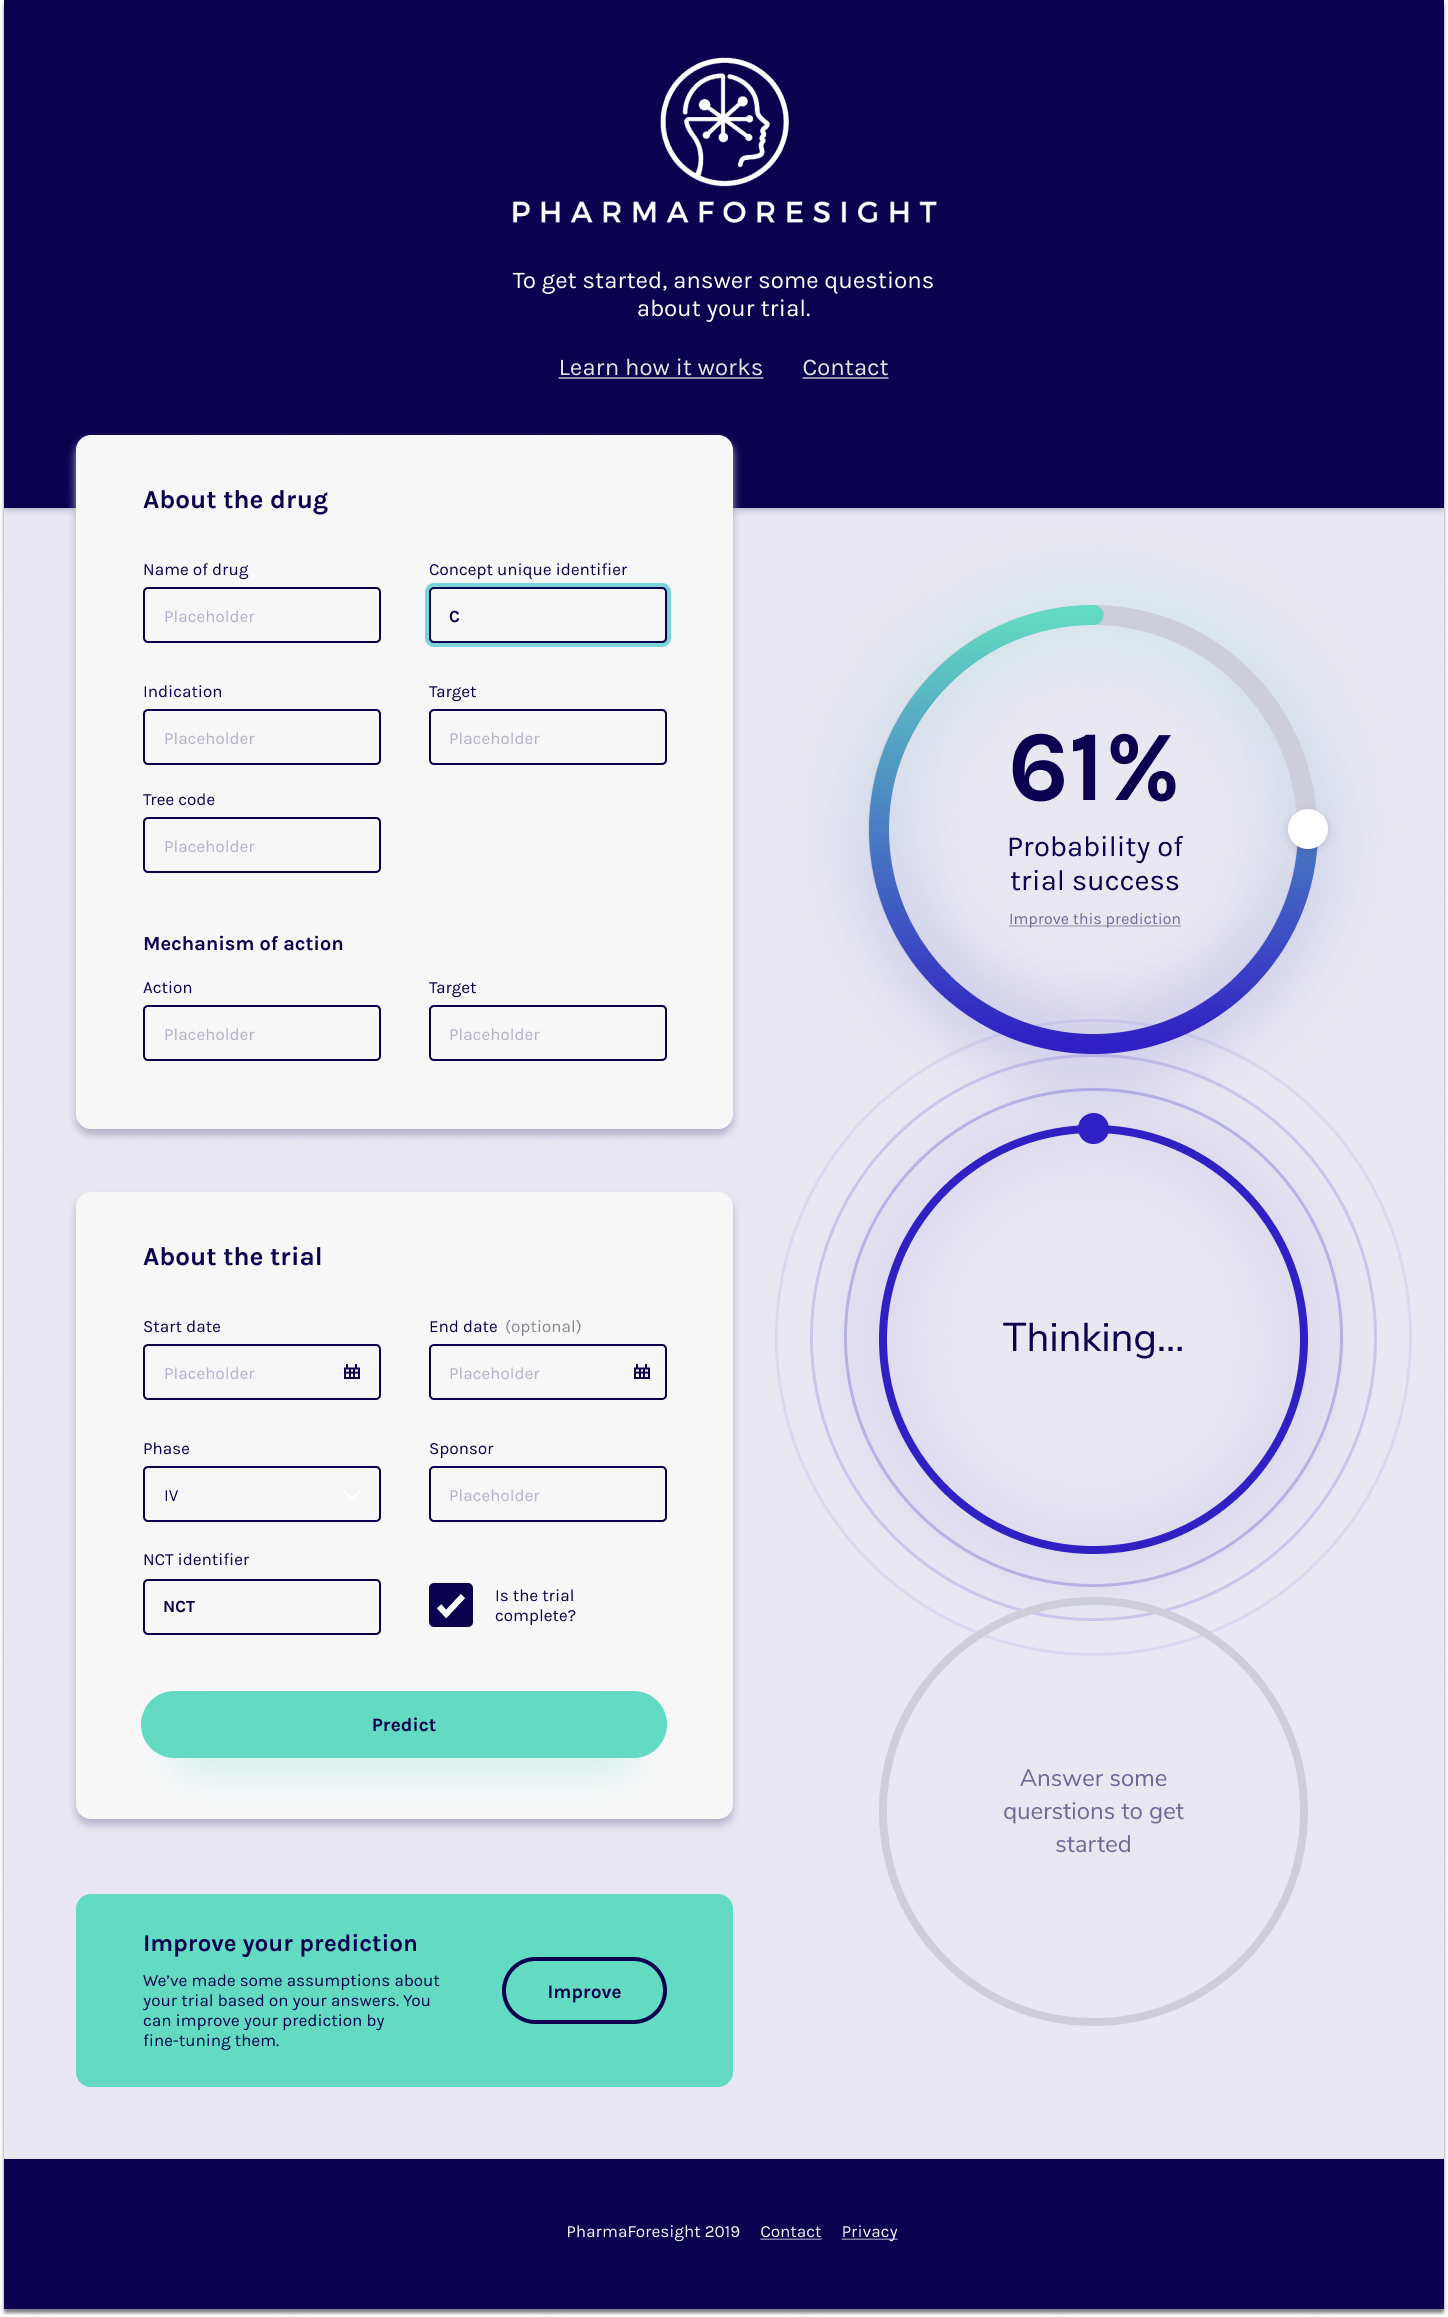 PHARMAFORESIGHT
To get started, answer some questions
about your trial.
Learn how it works Contact
About the drug
Name of drug Concept unique identifier
Placeholder C
Indication Target
Placeholder Placeholder
Tree code
Placeholder
Mechanism of action
Action Target
Placeholder Placeholder
About the trial
Start date End date (optional)
Placeholder Placeholder
Phase Sponsor
IV Placeholder
NCT identifier
NCT
Is the trial
complete?
Predict
Improve your prediction
We've made some assumptions about
your trial based on your answers. You
can improve your prediction by
fine-tuning them.
Improve
61%
Probability of
trial success
Improve this prediction
Thinking...
Answer some
querstions to get
started
PharmaForesight 2019 Contact Privacy